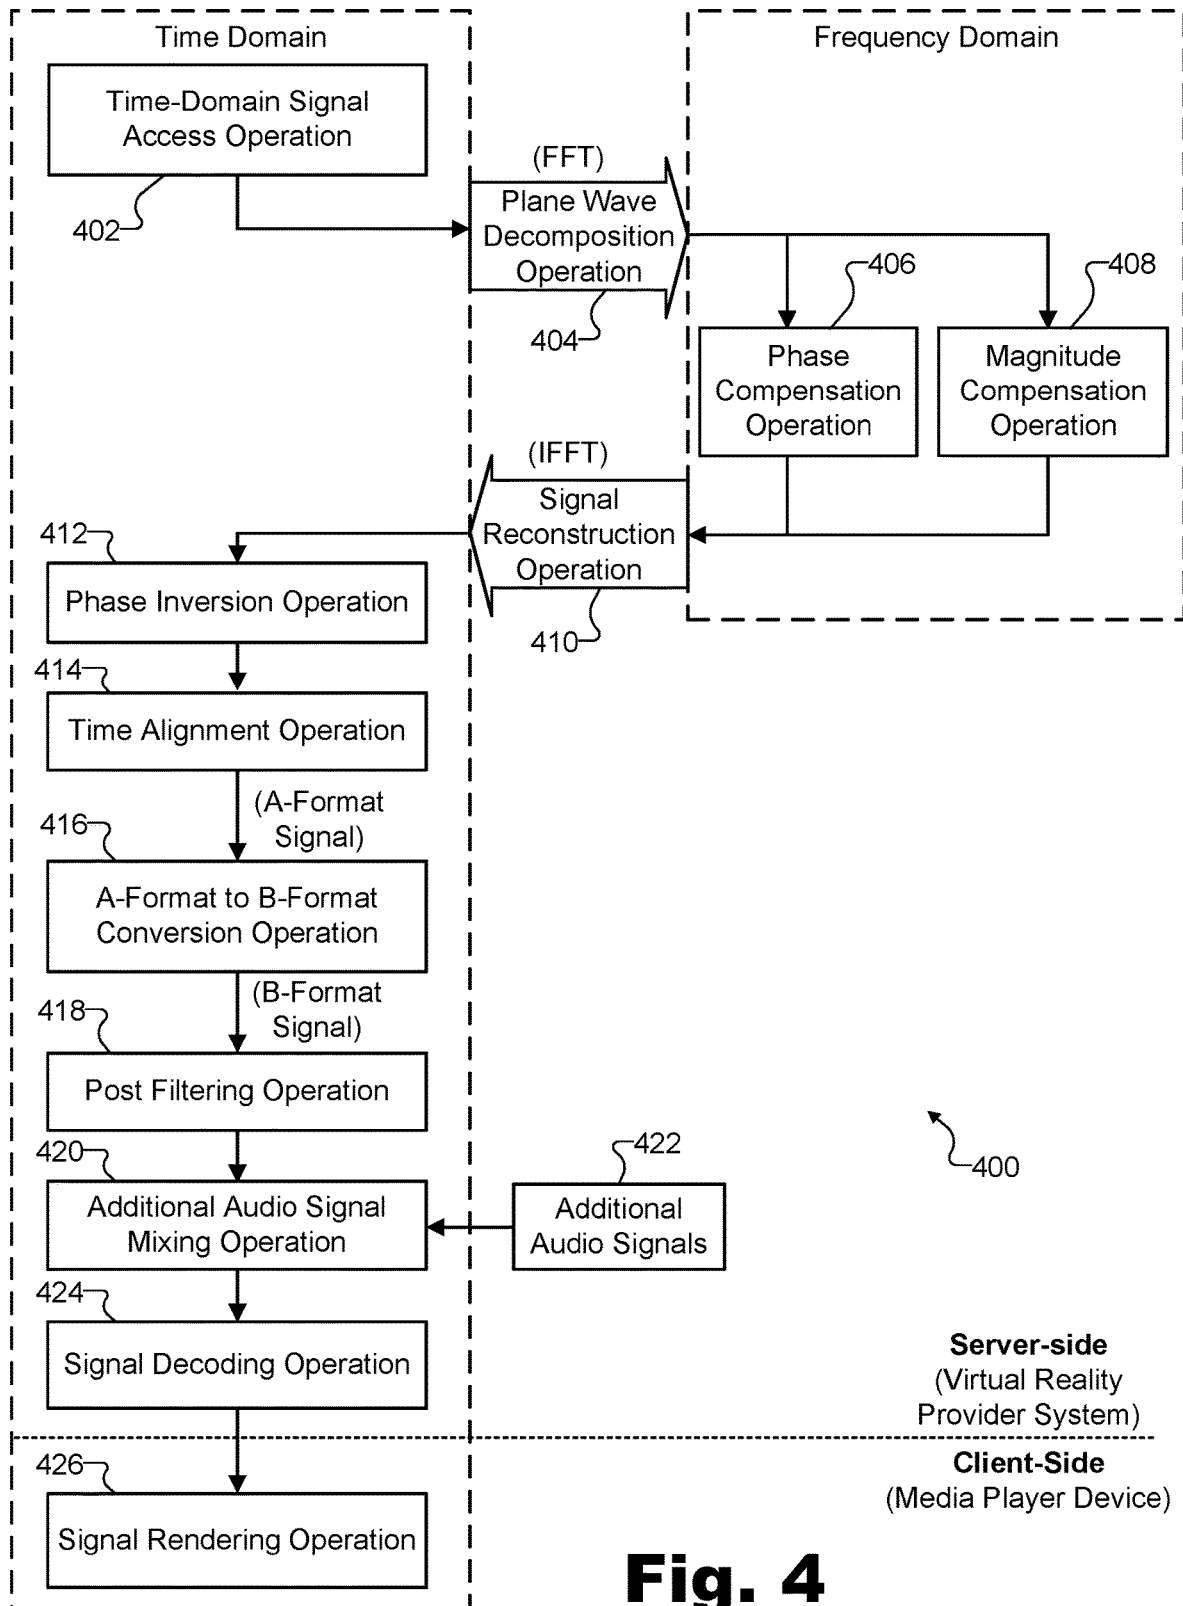 Time Domain
Frequency Domain
Time-Domain Signal
Access Operation
402
(FFT)
Plane Wave
Decomposition
Operation
404
406
408
Phase
Compensation
Operation
Magnitude
Compensation
Operation
(IFFT)
Signal
Reconstruction
Operation
410
412
Phase Inversion Operation
414
Time Alignment Operation
(A-Format
Signal)
416
A-Format to B-Format
Conversion Operation
(B-Format
Signal)
418
Post Filtering Operation
420
Additional Audio Signal
Mixing Operation
422
Additional
Audio Signals
400
424
Signal Decoding Operation
Server-side
(Virtual Reality
Provider System)
Client-Side
(Media Player Device)
426
Signal Rendering Operation
Fig. 4